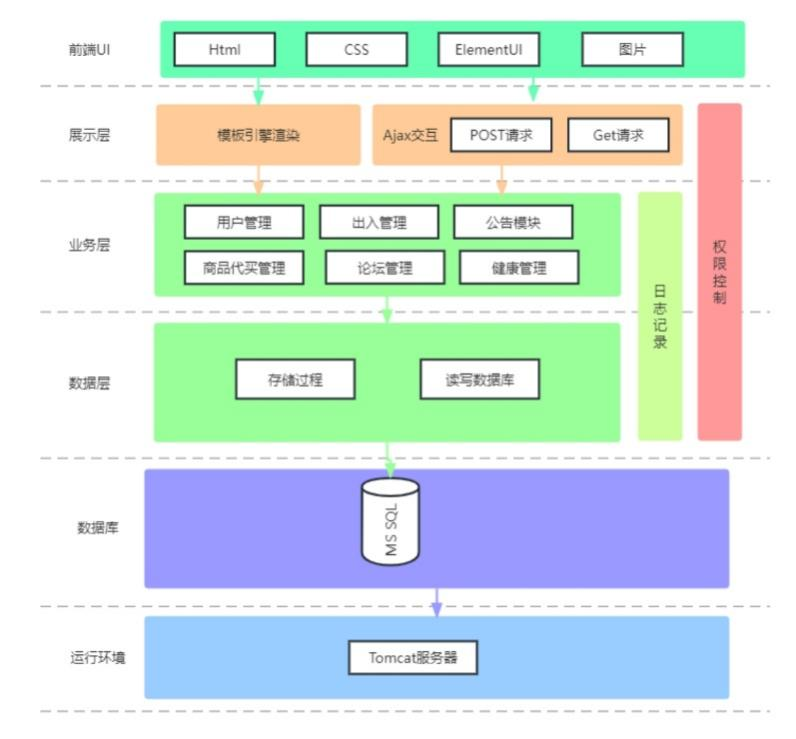 前端UI
Html
CSS
ElementUI
图片
展示层
模板引擎渲染
Ajax交互
POST请求
Get请求
业务层
用户管理
出入管理
公告模块
商品代买管理
论坛管理
健康管理
日志记录
权限控制
数据层
存储过程
读写数据库
数据库
MS SQL
运行环境
Tomcat服务器